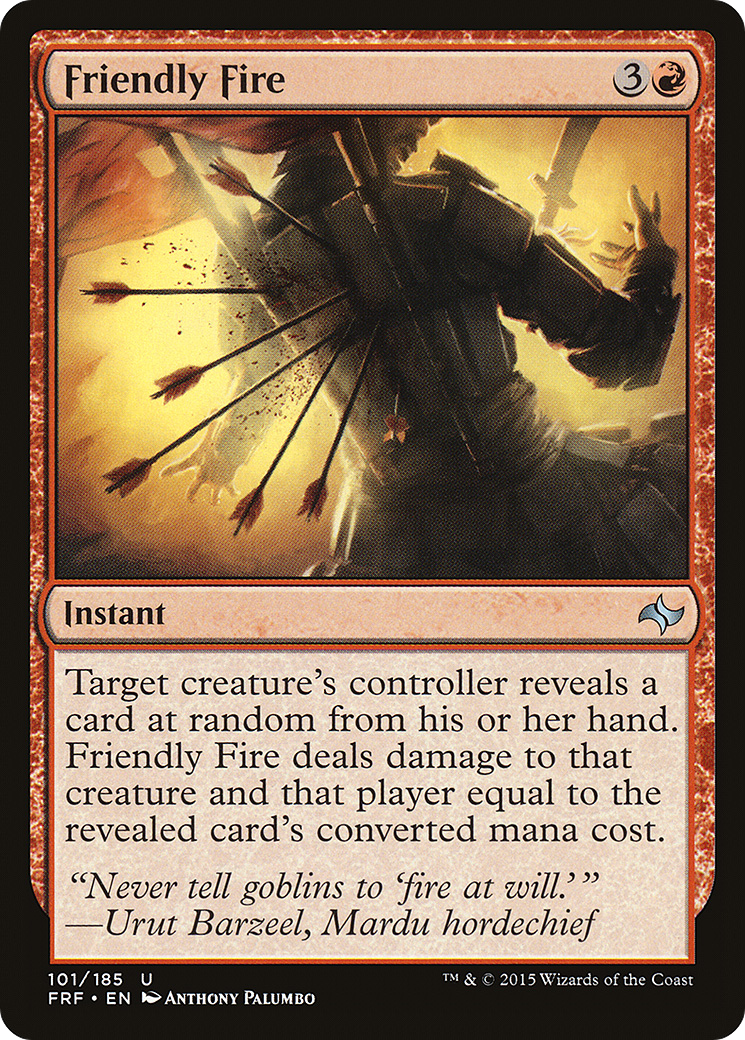 Friendly Fire 3
Instant
Target creature's controller reveals a
card at random from his or her hand.
Friendly Fire deals damage to that
creature and that player equal to the
revealed card's converted mana cost.
“Never tell goblins to ‘fire at will.’ ”
—Urut Barzeel, Mardu hordechief
101/185 U
™ & © 2015 Wizards of the Coast
FRF • EN Anthony Palumbo